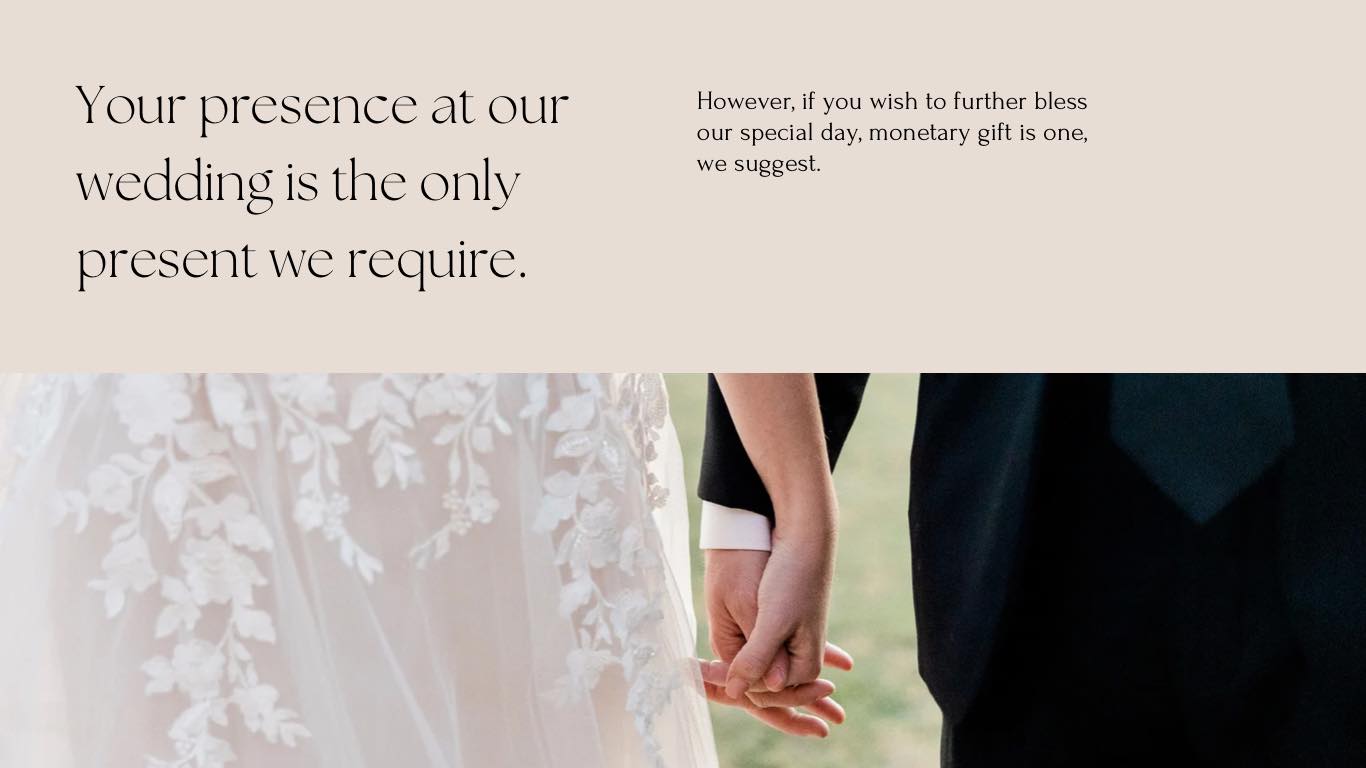 Your presence at our
wedding is the only
present we require.
However, if you wish to further bless
our special day, monetary gift is one,
we suggest.